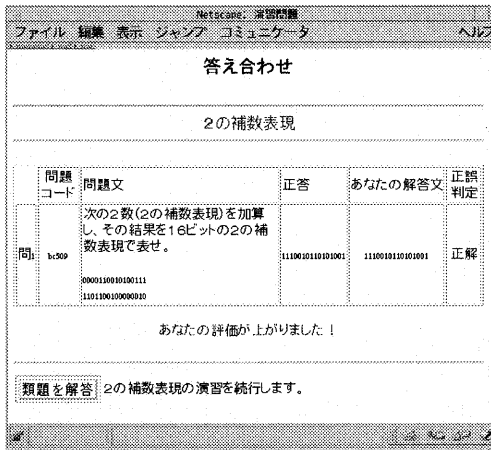 Netscape: 演習問題
ファイル 編集 表示 ジャンプ コミュニケータ ヘルプ
答え合わせ
2の補数表現
問題コード 問題文 正答 あなたの解答文 正誤判定
問1 bc509 次の2数(2の補数表現)を加算
し、その結果を16ビットの2の補
数表現で表せ。
0000110010100111
1101100100000010
1110010110101001 1110010110101001 正解
あなたの評価が上がりました！
類題を解答 2の補数表現の演習を続行します。